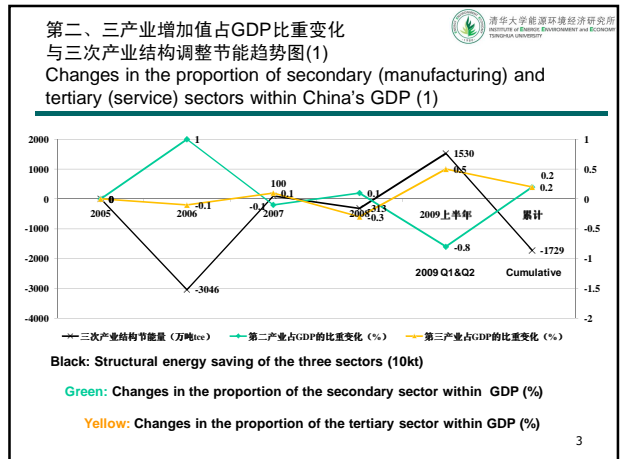 第二、三产业增加值占GDP比重变化
与三次产业结构调整节能趋势图(1)
Changes in the proportion of secondary (manufacturing) and
tertiary (service) sectors within China's GDP (1)
清华大学能源环境经济研究所
INSTITUTE of ENERGY, ENVIRONMENT and ECONOMY
TSINGHUA UNIVERSITY
2000
1000
0
-1000
-2000
-3000
-4000
1
0.5
0
-0.5
-1
-1.5
-2
1
100
0.1
-0.1
-0.1
-3046
0
0.1
-313
-0.3
1530
0.5
-0.8
0.2
0.2
-1729
2005
2006
2007
2008
2009上半年
累计
2009 Q1&Q2
Cumulative
三次产业结构节能量（万吨tce）
第二产业占GDP的比重变化（%）
第三产业占GDP的比重变化（%）
Black: Structural energy saving of the three sectors (10kt)
Green: Changes in the proportion of the secondary sector within GDP (%)
Yellow: Changes in the proportion of the tertiary sector within GDP (%)
3